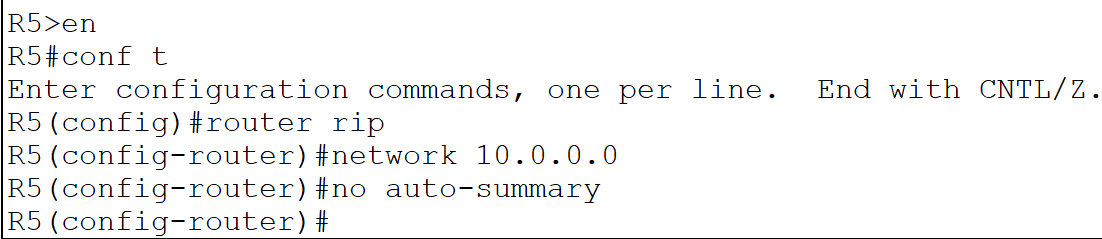 R5>en
R5#conf t
Enter configuration commands, one per line.  End with CNTL/Z.
R5(config)#router rip
R5(config-router)#network 10.0.0.0
R5(config-router)#no auto-summary
R5(config-router)#